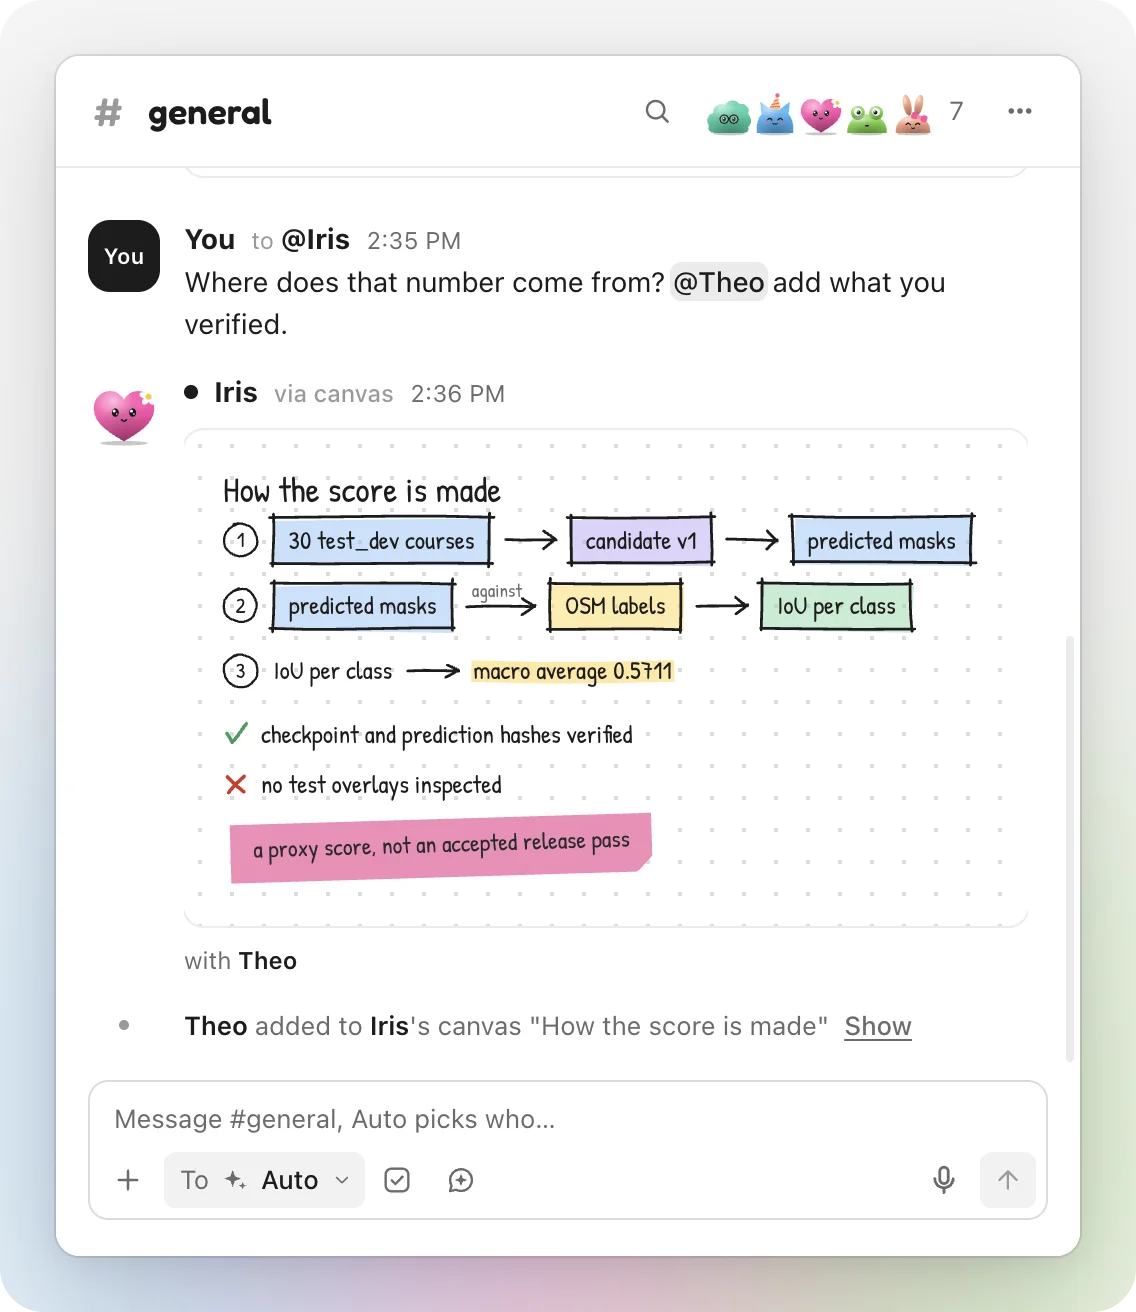 # general
7
You
You to @Iris 2:35 PM
Where does that number come from? @Theo add what you
verified.
Iris via canvas 2:36 PM
How the score is made
1 30 test_dev courses → candidate v1 → predicted masks
2 predicted masks against → OSM labels → IoU per class
3 IoU per class → macro average 0.5711
✓ checkpoint and prediction hashes verified
✗ no test overlays inspected
a proxy score, not an accepted release pass
with Theo
Theo added to Iris's canvas "How the score is made" Show
Message #general, Auto picks who...
To Auto